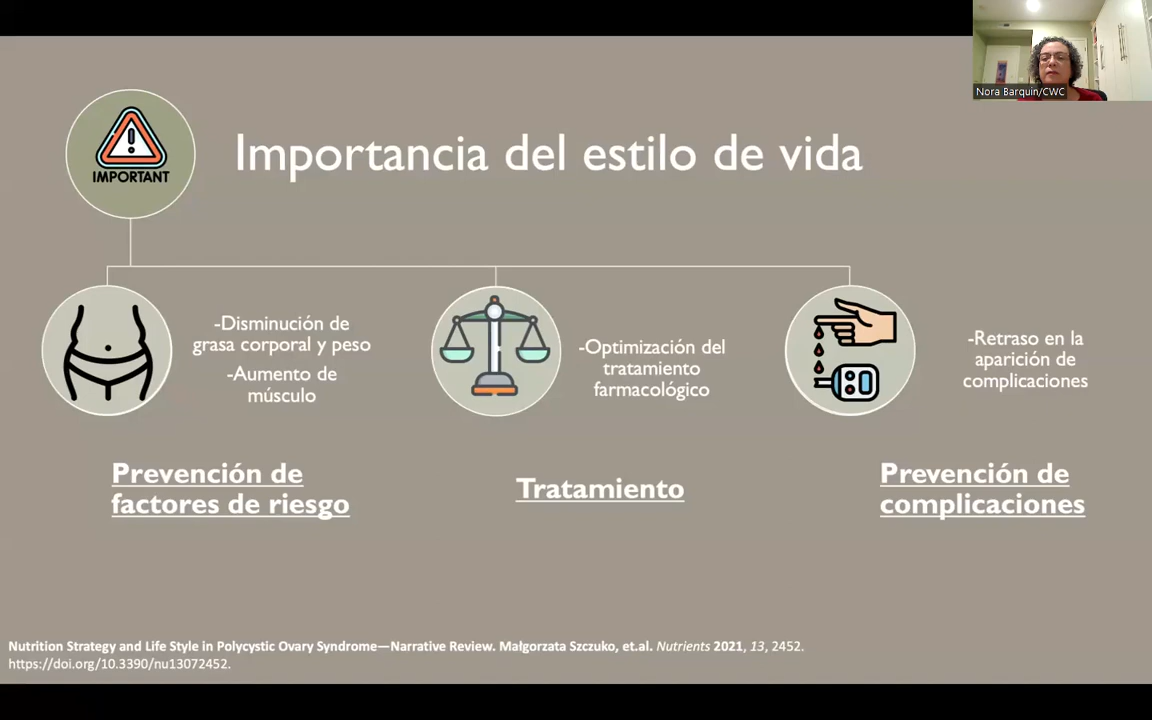 Nora Barquin/CWC
IMPORTANT
Importancia del estilo de vida
-Disminución de
grasa corporal y peso
-Aumento de
músculo
-Optimización del
tratamiento
farmacológico
-Retraso en la
aparición de
complicaciones
Prevención de
factores de riesgo
Tratamiento
Prevención de
complicaciones
Nutrition Strategy and Life Style in Polycystic Ovary Syndrome—Narrative Review. Małgorzata Szczuko, et.al. Nutrients 2021, 13, 2452.
https://doi.org/10.3390/nu13072452.